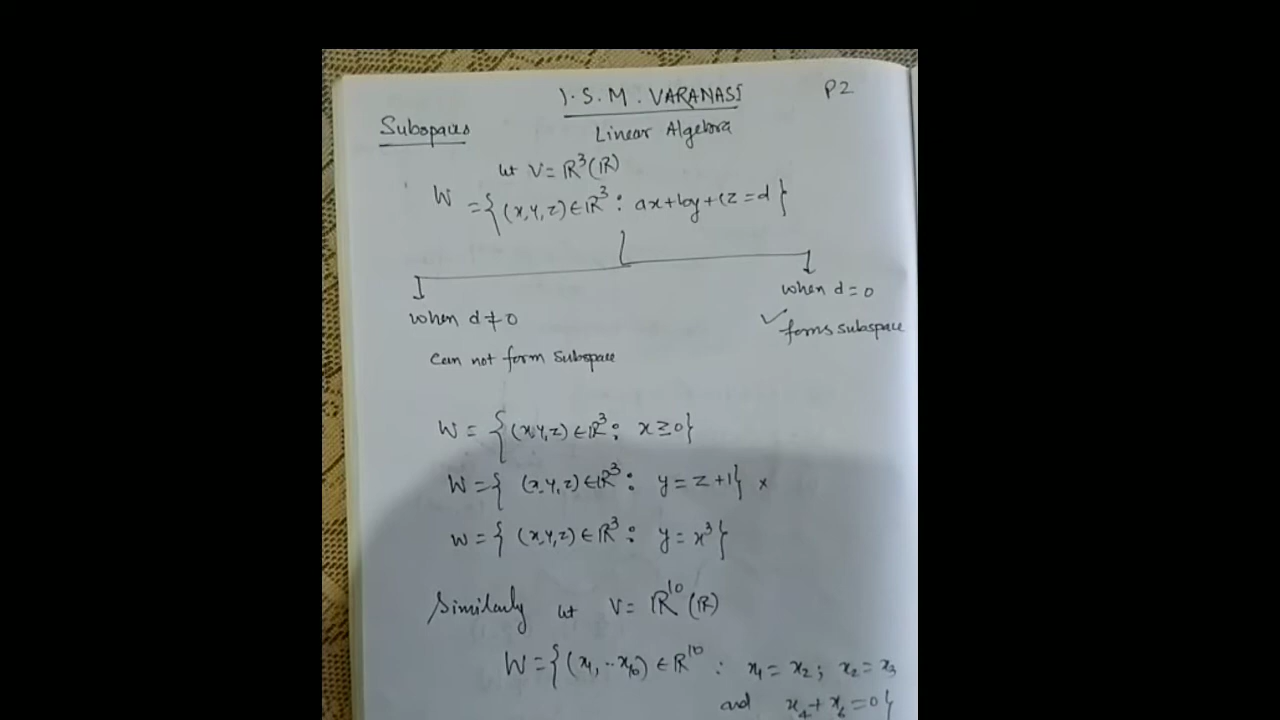 I.S.M. VARANASI P2
Subspaces Linear Algebra
let V = ℝ³(ℝ)
W = {(x,y,z) ∈ ℝ³ : ax+by+cz = d}
when d = 0
when d ≠ 0
✓ forms subspace
Can not form Subspace
W = {(x,y,z) ∈ ℝ³ : x ≥ 0}
W = {(x,y,z) ∈ ℝ³ : y = z+1} ×
W = {(x,y,z) ∈ ℝ³ : y = x³}
Similarly let V = ℝ¹⁰(ℝ)
W = {(x₁, ..x₁₀) ∈ ℝ¹⁰ : x₁ = x₂; x₂ = x₃
and x₄ + x₆ = 0}